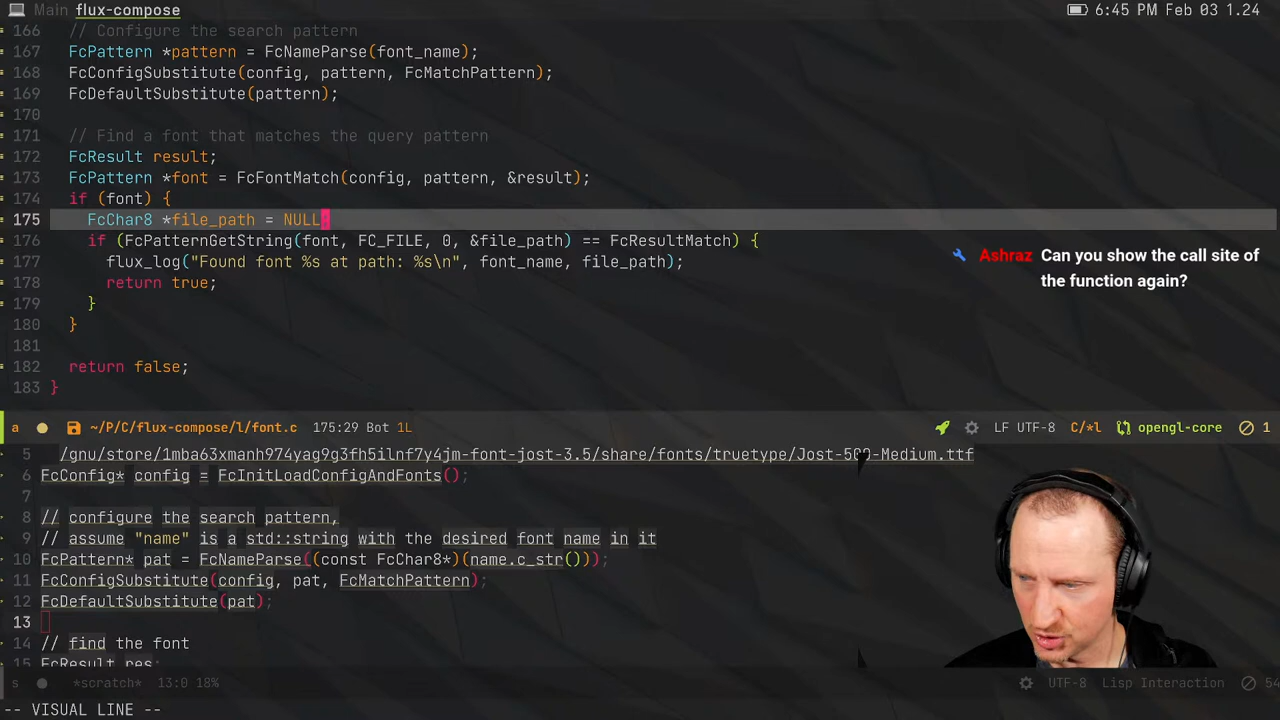 Main flux-compose
6:45 PM Feb 03 1.24
166 // Configure the search pattern
167 FcPattern *pattern = FcNameParse(font_name);
168 FcConfigSubstitute(config, pattern, FcMatchPattern);
169 FcDefaultSubstitute(pattern);
170
171 // Find a font that matches the query pattern
172 FcResult result;
173 FcPattern *font = FcFontMatch(config, pattern, &result);
174 if (font) {
175 FcChar8 *file_path = NULL;
176 if (FcPatternGetString(font, FC_FILE, 0, &file_path) == FcResultMatch) {
177 flux_log("Found font %s at path: %s\n", font_name, file_path);
178 return true;
179 }
180 }
181
182 return false;
183 }
Ashraz Can you show the call site of
the function again?
a ~/P/C/flux-compose/l/font.c 175:29 Bot 1L LF UTF-8 C/*l opengl-core 1
5 /gnu/store/1mba63xmanh974yag9g3fh5ilnf7y4jm-font-jost-3.5/share/fonts/truetype/Jost-500-Medium.ttf
6 FcConfig* config = FcInitLoadConfigAndFonts();
7
8 // configure the search pattern,
9 // assume "name" is a std::string with the desired font name in it
10 FcPattern* pat = FcNameParse((const FcChar8*)(name.c_str()));
11 FcConfigSubstitute(config, pat, FcMatchPattern);
12 FcDefaultSubstitute(pat);
13
14 // find the font
15 FcResult res;
s *scratch* 13:0 18% UTF-8 Lisp Interaction 54
-- VISUAL LINE --